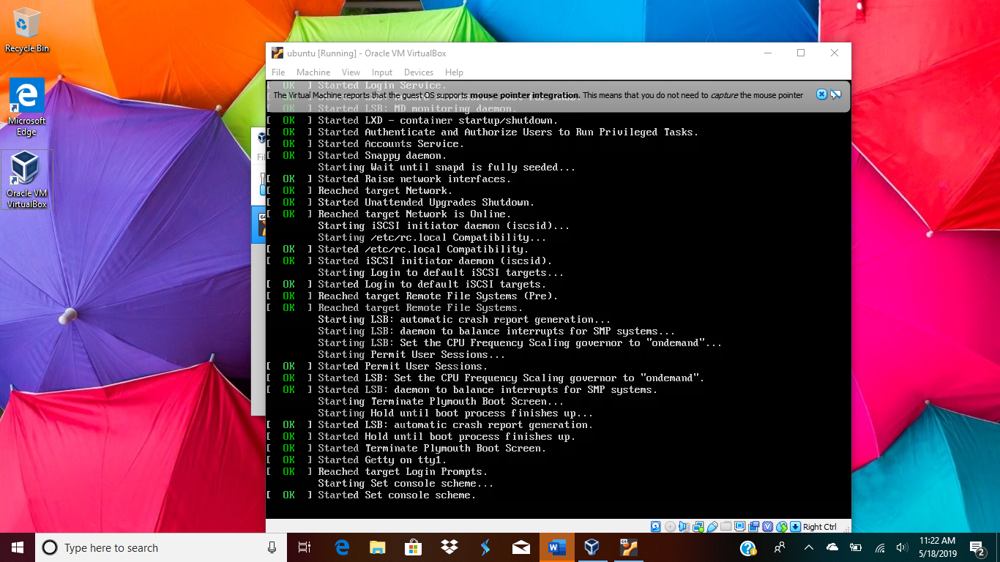 Recycle Bin
Microsoft
Edge
Oracle VM
VirtualBox
ubuntu [Running] - Oracle VM VirtualBox
File Machine View Input Devices Help
[ OK ] Started Login Service.
The Virtual Machine reports that the guest OS supports mouse pointer integration. This means that you do not need to capture the mouse pointer
[ OK ] Started LSB: MD monitoring daemon.
[ OK ] Started LXD - container startup/shutdown.
[ OK ] Started Authenticate and Authorize Users to Run Privileged Tasks.
[ OK ] Started Accounts Service.
[ OK ] Started Snappy daemon.
Starting Wait until snapd is fully seeded...
[ OK ] Started Raise network interfaces.
[ OK ] Reached target Network.
[ OK ] Started Unattended Upgrades Shutdown.
[ OK ] Reached target Network is Online.
Starting iSCSI initiator daemon (iscsid)...
Starting /etc/rc.local Compatibility...
[ OK ] Started /etc/rc.local Compatibility.
[ OK ] Started iSCSI initiator daemon (iscsid).
Starting Login to default iSCSI targets...
[ OK ] Started Login to default iSCSI targets.
[ OK ] Reached target Remote File Systems (Pre).
[ OK ] Reached target Remote File Systems.
Starting LSB: automatic crash report generation...
Starting LSB: daemon to balance interrupts for SMP systems...
Starting LSB: Set the CPU Frequency Scaling governor to "ondemand"...
Starting Permit User Sessions...
[ OK ] Started Permit User Sessions.
[ OK ] Started LSB: Set the CPU Frequency Scaling governor to "ondemand".
[ OK ] Started LSB: daemon to balance interrupts for SMP systems.
Starting Terminate Plymouth Boot Screen...
Starting Hold until boot process finishes up...
[ OK ] Started LSB: automatic crash report generation.
[ OK ] Started Hold until boot process finishes up.
[ OK ] Started Terminate Plymouth Boot Screen.
[ OK ] Started Getty on tty1.
[ OK ] Reached target Login Prompts.
Starting Set console scheme...
[ OK ] Started Set console scheme.
Right Ctrl
Type here to search
11:22 AM
5/18/2019
2